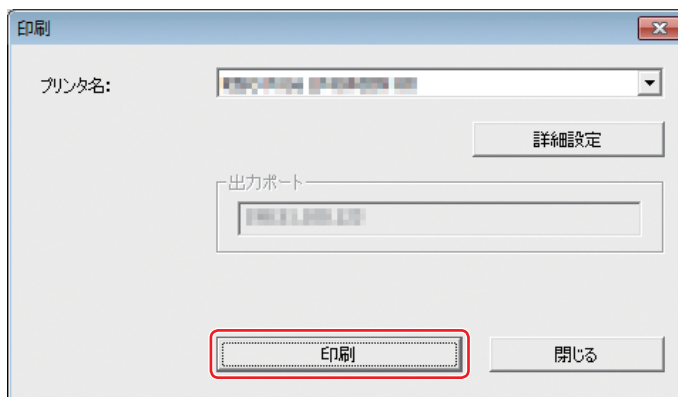 印刷
プリンタ名:
詳細設定
出力ポート
印刷
閉じる